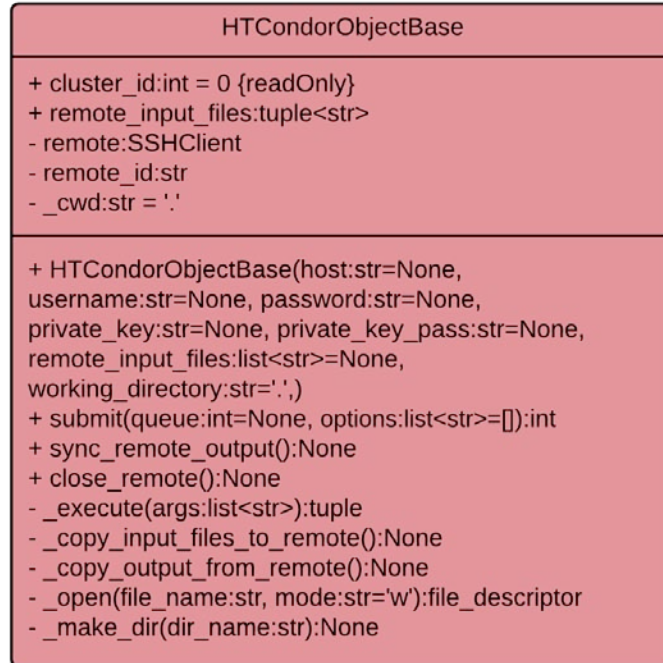 HTCondorObjectBase
+ cluster_id:int = 0 {readOnly}
+ remote_input_files:tuple<str>
- remote:SSHClient
- remote_id:str
- _cwd:str = '.'
+ HTCondorObjectBase(host:str=None,
username:str=None, password:str=None,
private_key:str=None, private_key_pass:str=None,
remote_input_files:list<str>=None,
working_directory:str='.',)
+ submit(queue:int=None, options:list<str>=[]):int
+ sync_remote_output():None
+ close_remote():None
- _execute(args:list<str>):tuple
- _copy_input_files_to_remote():None
- _copy_output_from_remote():None
- _open(file_name:str, mode:str='w'):file_descriptor
- _make_dir(dir_name:str):None